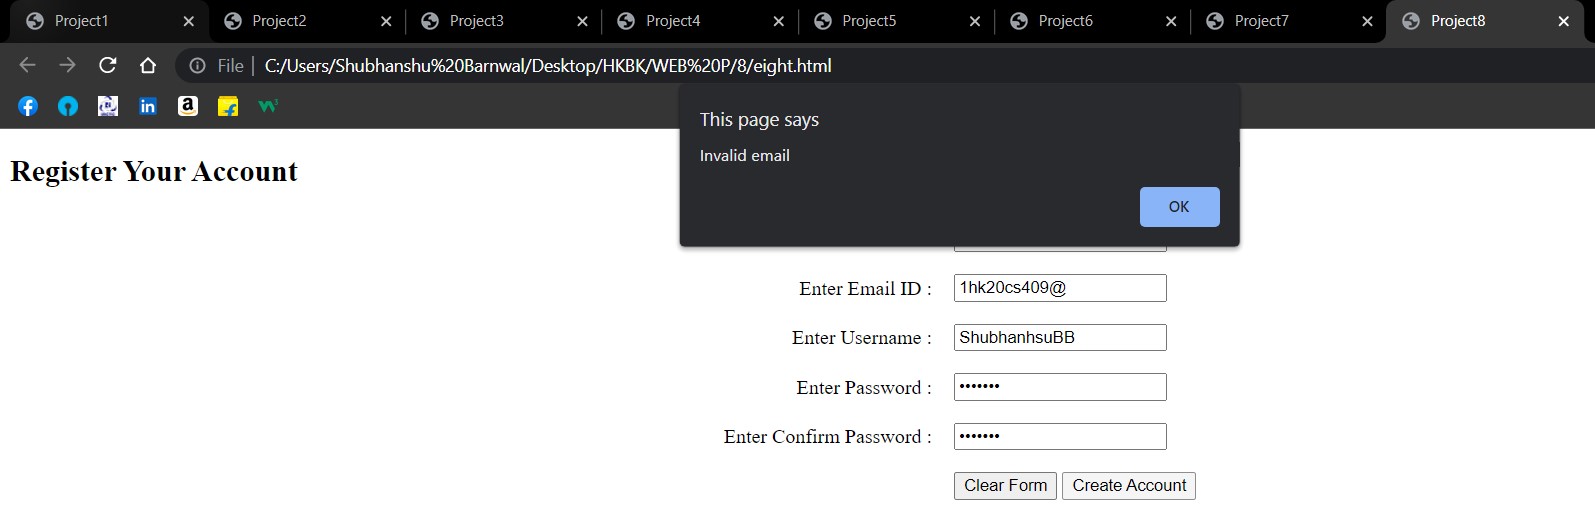 Project1 Project2 Project3 Project4 Project5 Project6 Project7 Project8
File | C:/Users/Shubhanshu%20Barnwal/Desktop/HKBK/WEB%20P/8/eight.html
This page says
Invalid email
OK
Register Your Account
Enter Email ID : 1hk20cs409@
Enter Username : ShubhanhsuBB
Enter Password : •••••••
Enter Confirm Password : •••••••
Clear Form Create Account